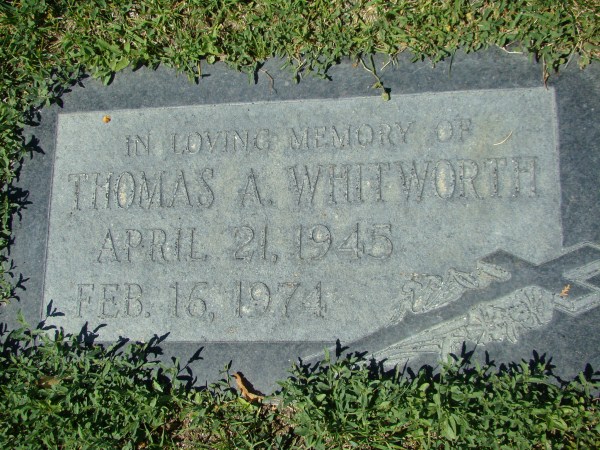 IN LOVING MEMORY OF
THOMAS A. WHITWORTH
APRIL 21, 1945
FEB. 16, 1974